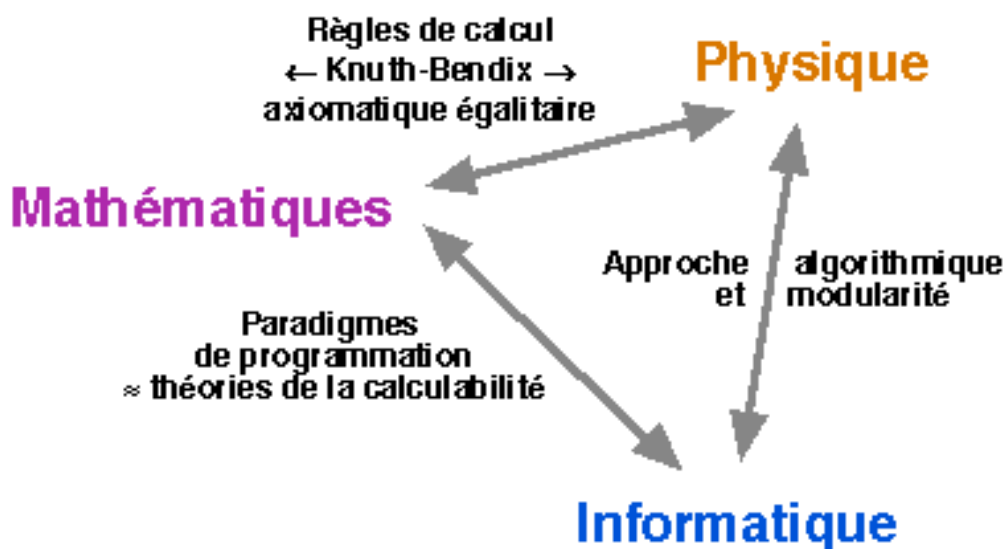 Règles de calcul
← Knuth-Bendix →
axiomatique égalitaire
Physique
Mathématiques
Approche algorithmique
et modularité
Paradigmes
de programmation
≈ théories de la calculabilité
Informatique